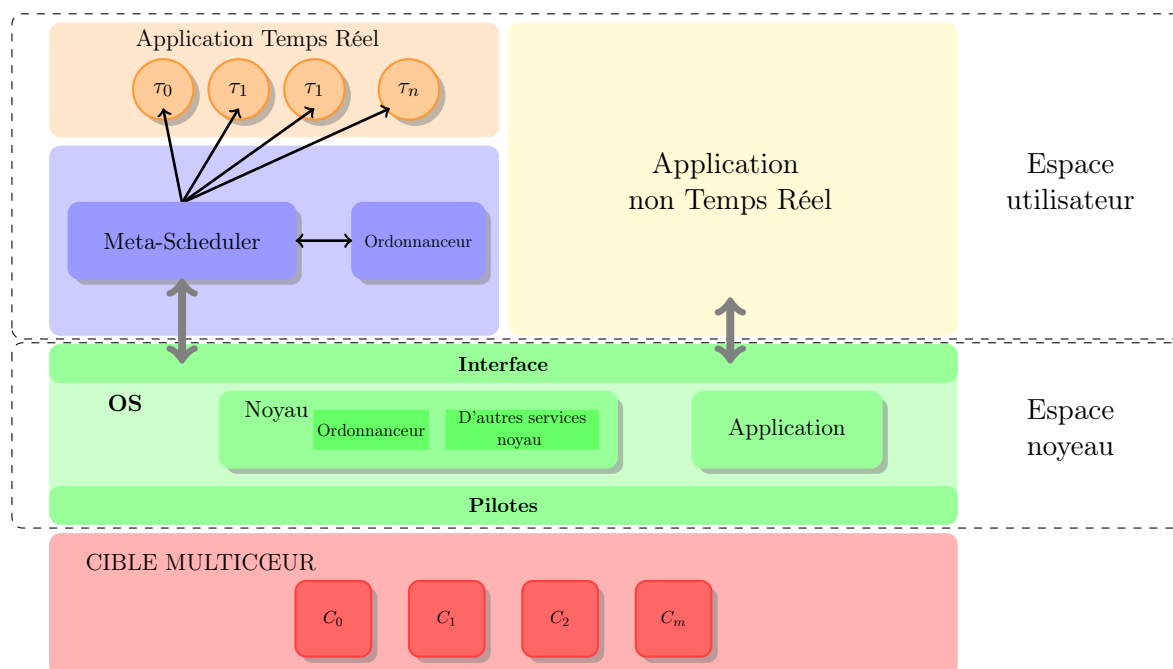 Application Temps Réel
τ0 τ1 τ1 τn
Meta-Scheduler
Ordonnanceur
Application
non Temps Réel
Espace
utilisateur
Interface
OS
Noyau
Ordonnanceur
D'autres services
noyau
Application
Espace
noyeau
Pilotes
CIBLE MULTICŒUR
C0 C1 C2 Cm